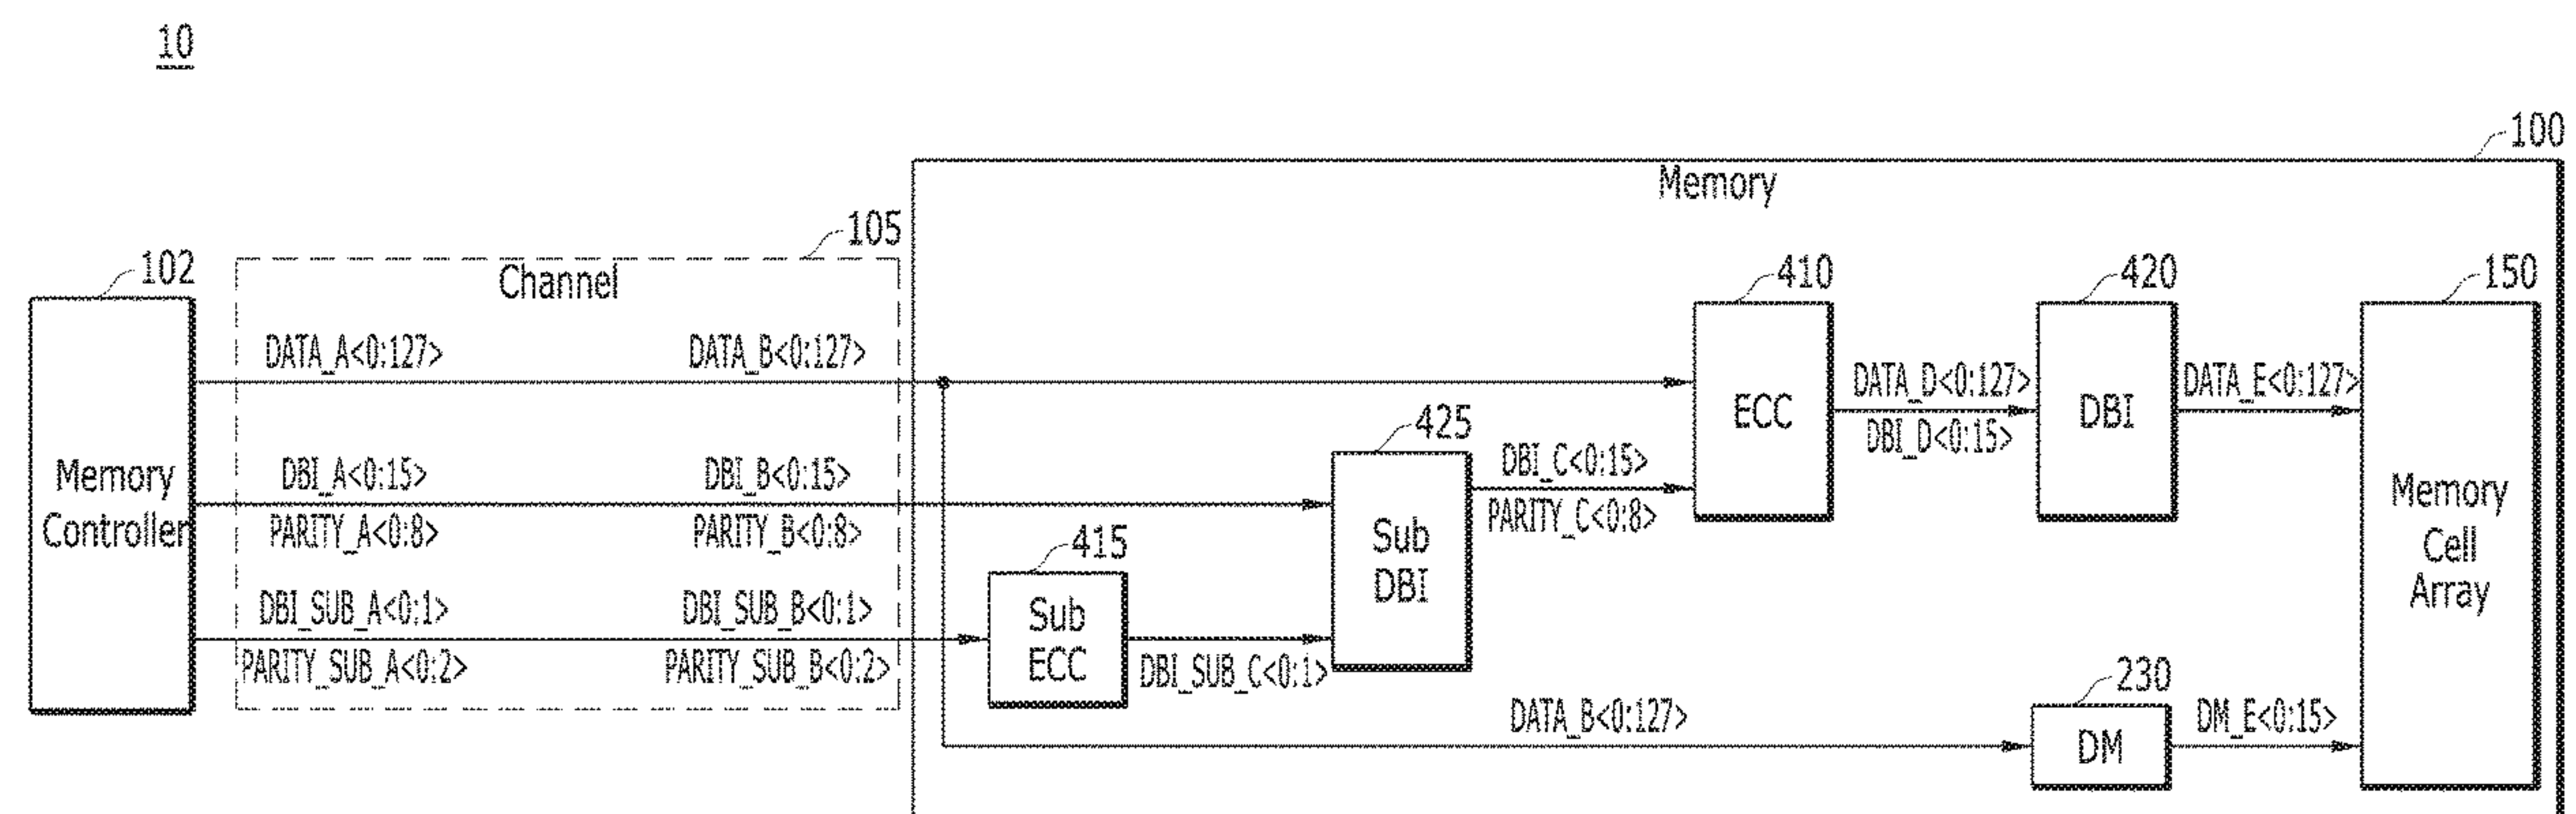 10
100
Memory
105
Channel
102
Memory
Controller
DATA_A<0:127>
DATA_B<0:127>
DBI_A<0:15>
DBI_B<0:15>
PARITY_A<0:8>
PARITY_B<0:8>
DBI_SUB_A<0:1>
DBI_SUB_B<0:1>
PARITY_SUB_A<0:2>
PARITY_SUB_B<0:2>
415
Sub
ECC
DBI_SUB_C<0:1>
425
Sub
DBI
DBI_C<0:15>
PARITY_C<0:8>
410
ECC
DATA_D<0:127>
DBI_D<0:15>
420
DBI
DATA_E<0:127>
150
Memory
Cell
Array
DATA_B<0:127>
230
DM
DM_E<0:15>